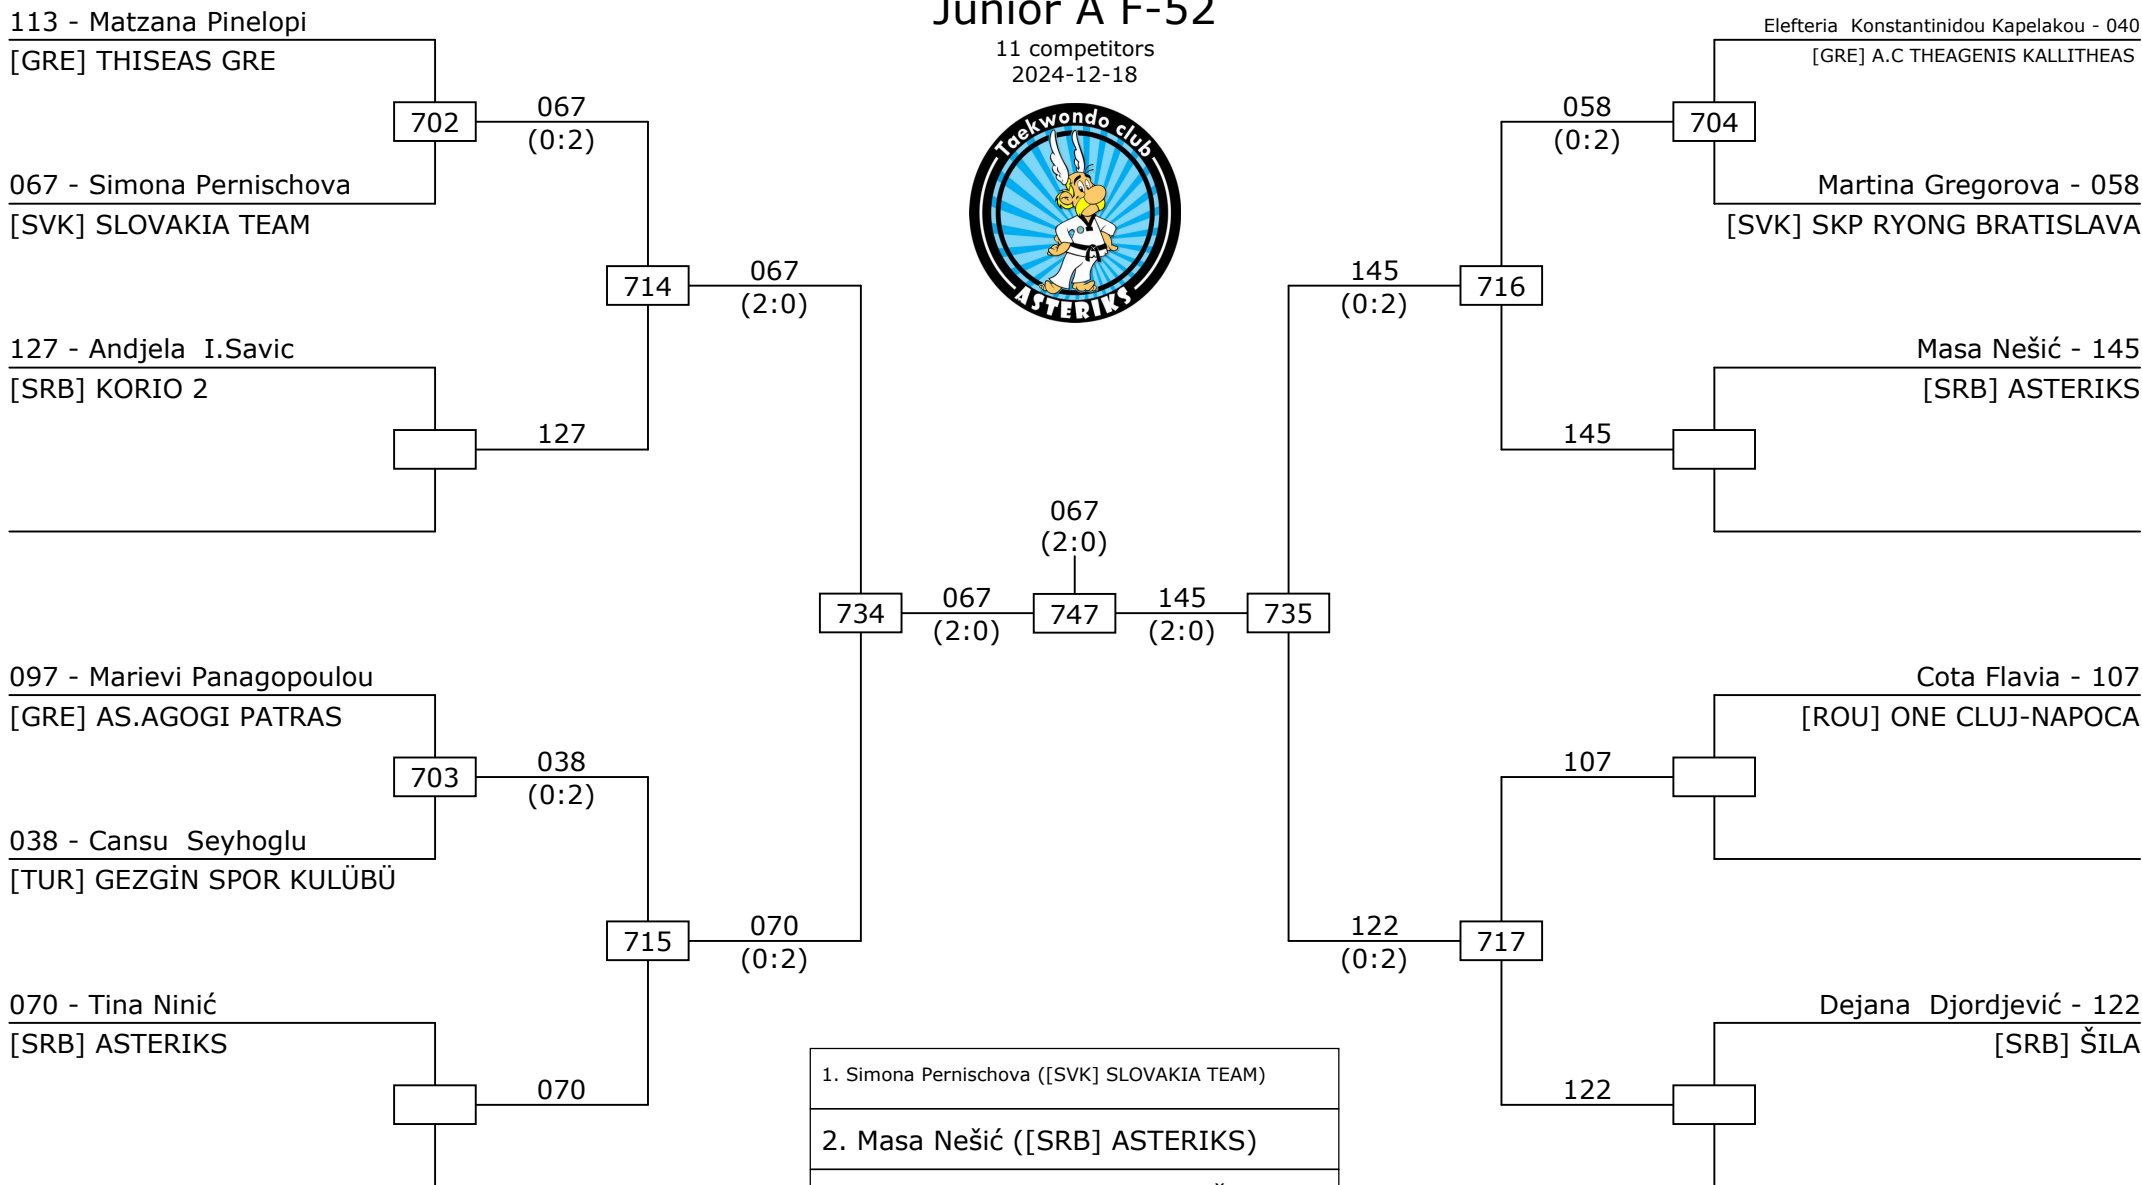 Junior A F-52
11 competitors
2024-12-18
Taekwondo club
ASTERIKS
113 - Matzana Pinelopi
[GRE] THISEAS GRE
702
067
(0:2)
067 - Simona Pernischova
[SVK] SLOVAKIA TEAM
714
067
(2:0)
127 - Andjela  I.Savic
[SRB] KORIO 2
127
097 - Marievi Panagopoulou
[GRE] AS.AGOGI PATRAS
703
038
(0:2)
038 - Cansu  Seyhoglu
[TUR] GEZGİN SPOR KULÜBÜ
715
070
(0:2)
070 - Tina Ninić
[SRB] ASTERIKS
070
734
067
(2:0)
067
(2:0)
747
145
(2:0)
735
Elefteria  Konstantinidou Kapelakou - 040
[GRE] A.C THEAGENIS KALLITHEAS
058
(0:2)
704
Martina Gregorova - 058
[SVK] SKP RYONG BRATISLAVA
145
(0:2)
716
Masa Nešić - 145
[SRB] ASTERIKS
145
Cota Flavia - 107
[ROU] ONE CLUJ-NAPOCA
107
122
(0:2)
717
Dejana  Djordjević - 122
[SRB] ŠILA
122
1. Simona Pernischova ([SVK] SLOVAKIA TEAM)
2. Masa Nešić ([SRB] ASTERIKS)